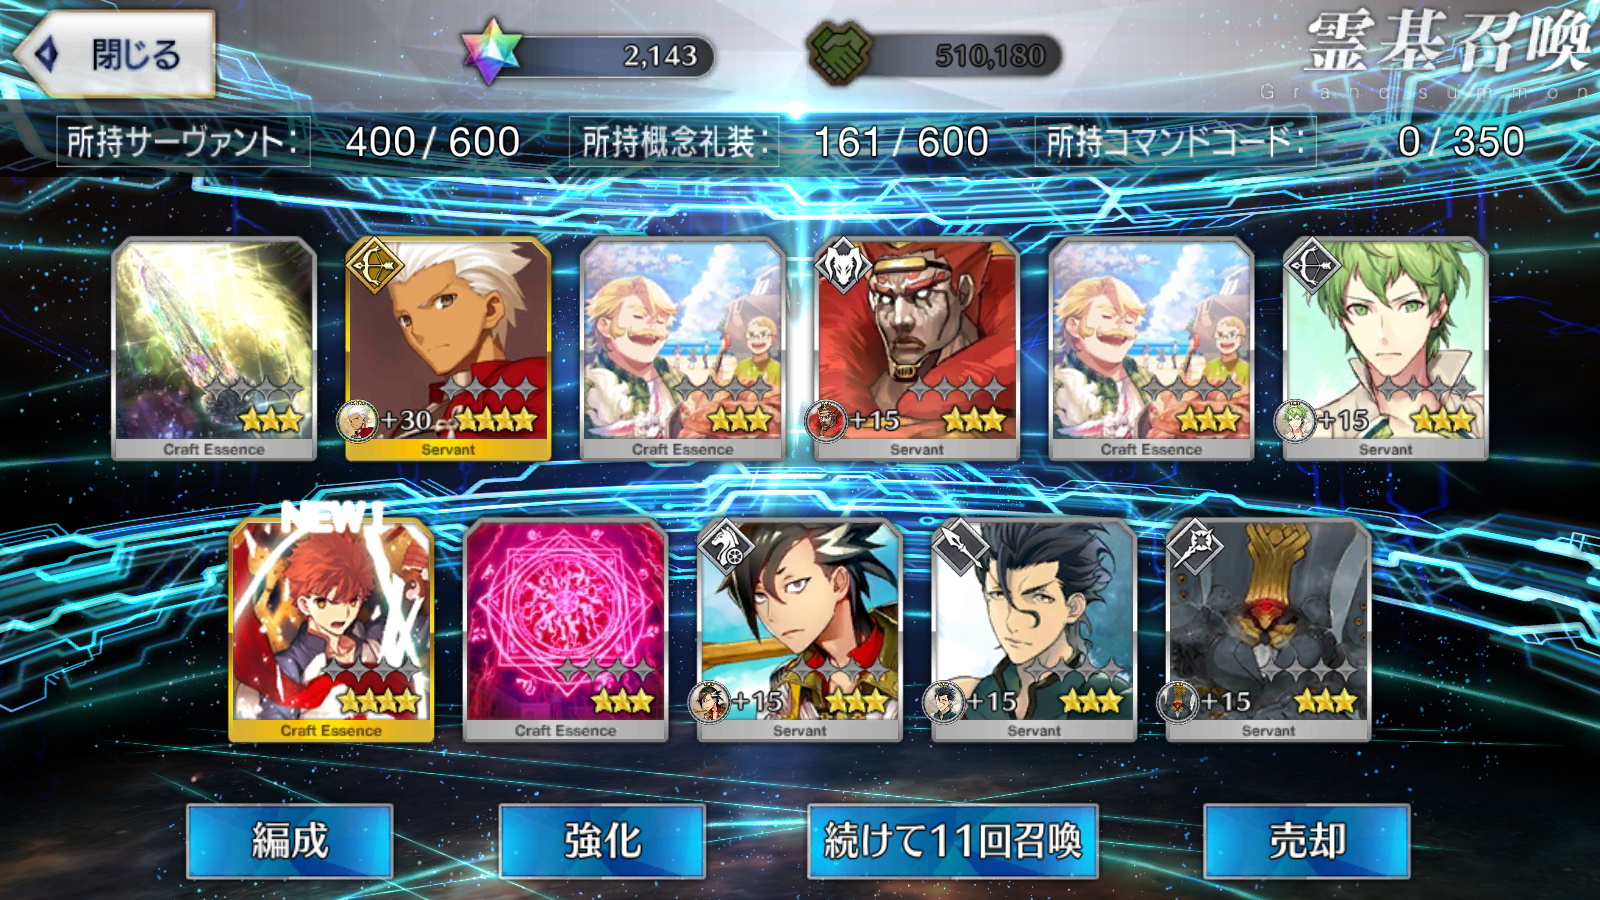 閉じる
2,143
510,180
霊基召喚
Grand summon
所持サーヴァント: 400 / 600
所持概念礼装: 161 / 600
所持コマンドコード: 0 / 350
+30
+15
+15
Craft Essence
Servant
Craft Essence
Servant
Craft Essence
Servant
NEW!
+15
+15
+15
Craft Essence
Craft Essence
Servant
Servant
Servant
編成
強化
続けて11回召喚
売却